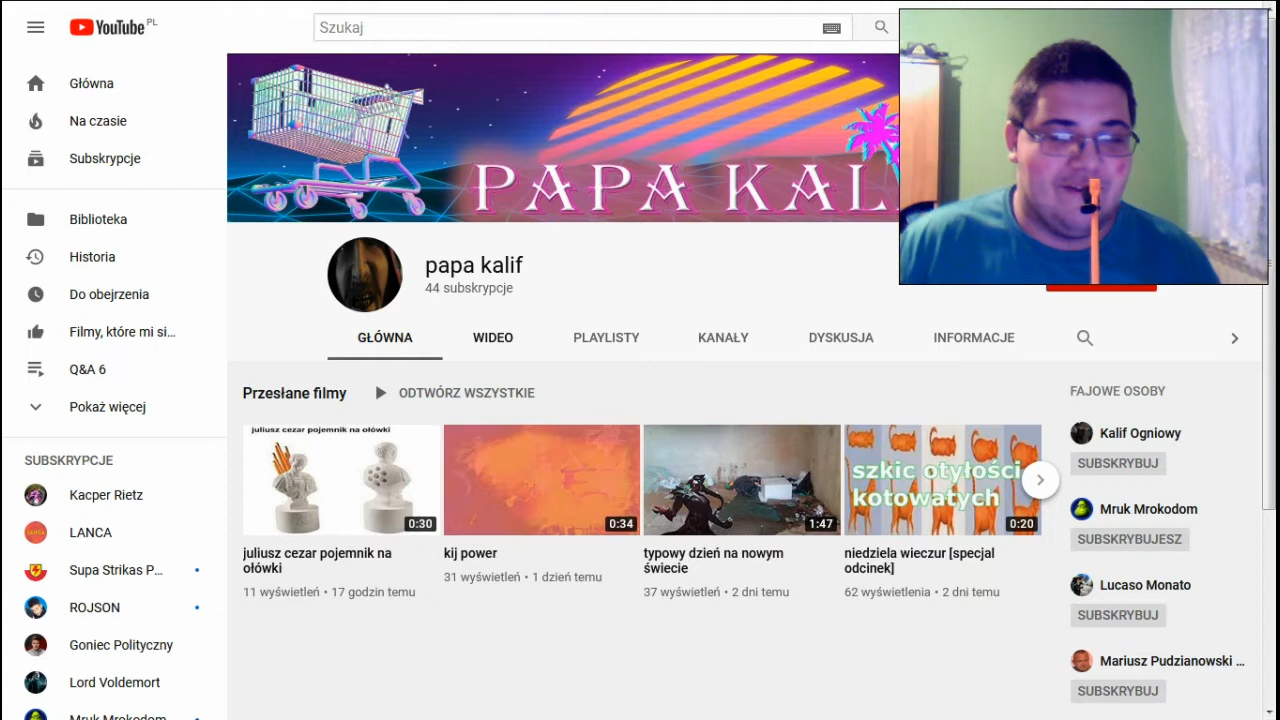 YouTube PL
Szukaj
Główna
Na czasie
Subskrypcje
Biblioteka
Historia
Do obejrzenia
Filmy, które mi si...
Q&A 6
Pokaż więcej
SUBSKRYPCJE
Kacper Rietz
LANCA
Supa Strikas P...
ROJSON
Goniec Polityczny
Lord Voldemort
Mruk Mrokodom
PAPA KAL
papa kalif
44 subskrypcje
GŁÓWNA
WIDEO
PLAYLISTY
KANAŁY
DYSKUSJA
INFORMACJE
Przesłane filmy
ODTWÓRZ WSZYSTKIE
juliusz cezar pojemnik na ołówki
0:30
juliusz cezar pojemnik na
ołówki
11 wyświetleń • 17 godzin temu
0:34
kij power
31 wyświetleń • 1 dzień temu
1:47
typowy dzień na nowym
świecie
37 wyświetleń • 2 dni temu
szkic otyłości
kotowatych
0:20
niedziela wieczur [specjal
odcinek]
62 wyświetlenia • 2 dni temu
FAJOWE OSOBY
Kalif Ogniowy
SUBSKRYBUJ
Mruk Mrokodom
SUBSKRYBUJESZ
Lucaso Monato
SUBSKRYBUJ
Mariusz Pudzianowski ...
SUBSKRYBUJ